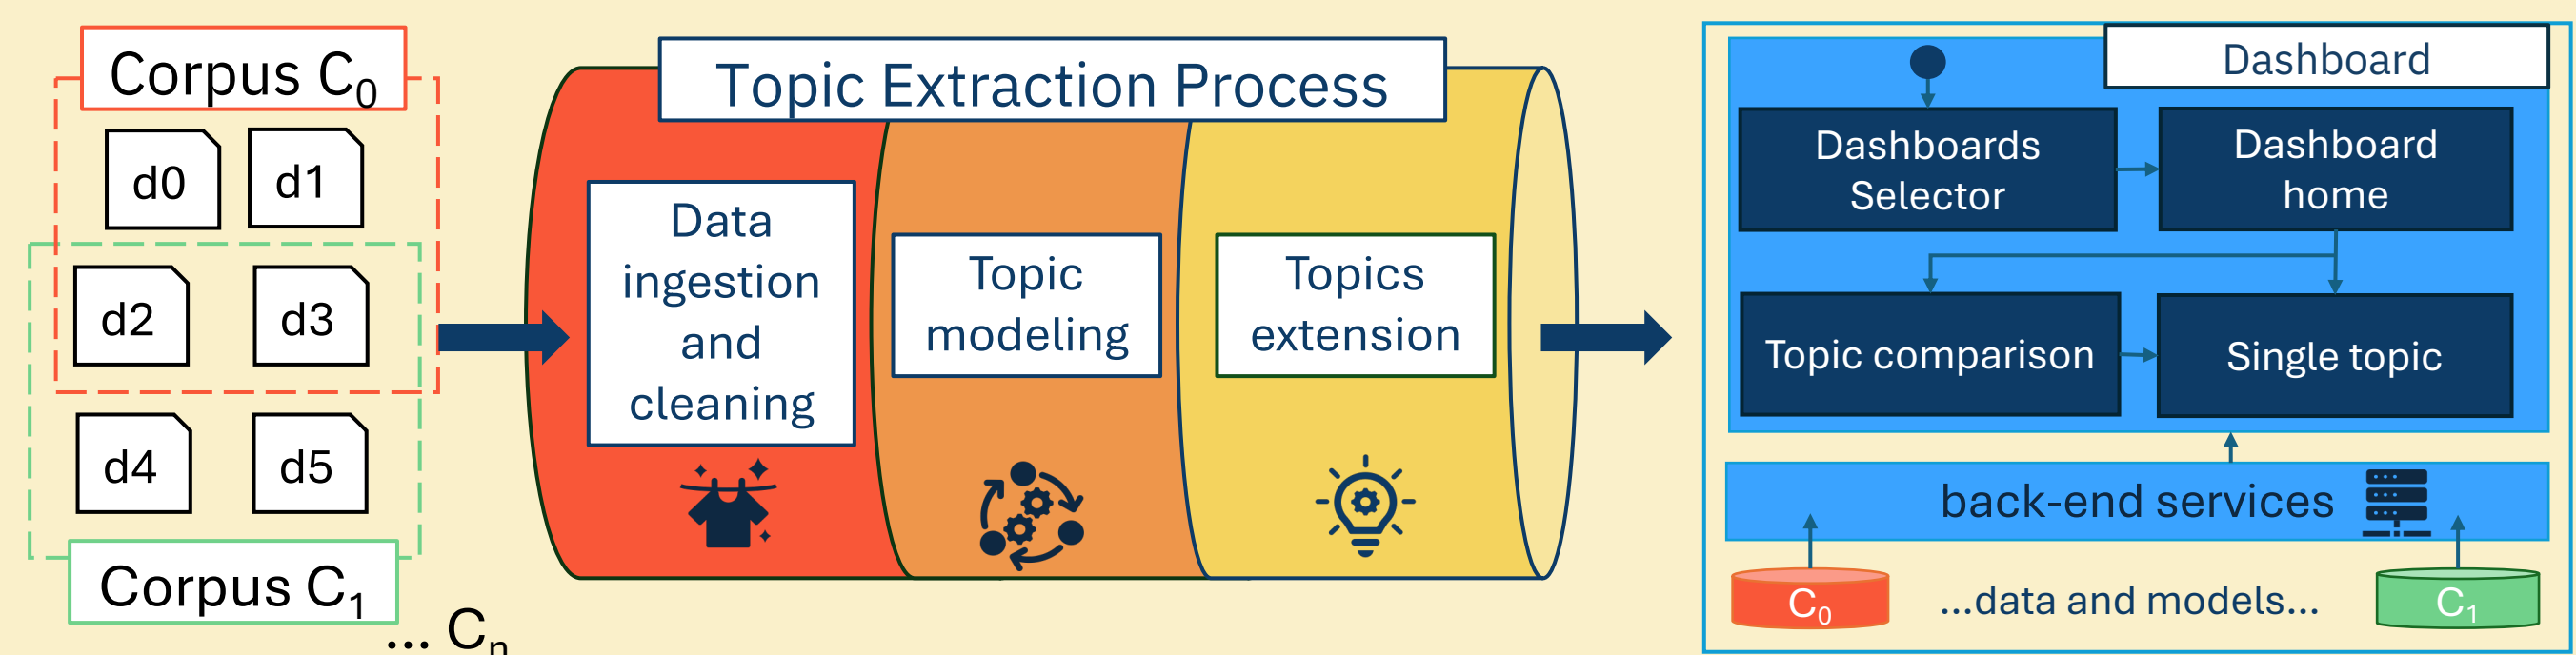 Corpus C₀
d0
d1
d2
d3
d4
d5
Corpus C₁
... Cₙ
Topic Extraction Process
Data
ingestion
and
cleaning
Topic
modeling
Topics
extension
Dashboard
Dashboards
Selector
Dashboard
home
Topic comparison
Single topic
back-end services
C₀
...data and models...
C₁